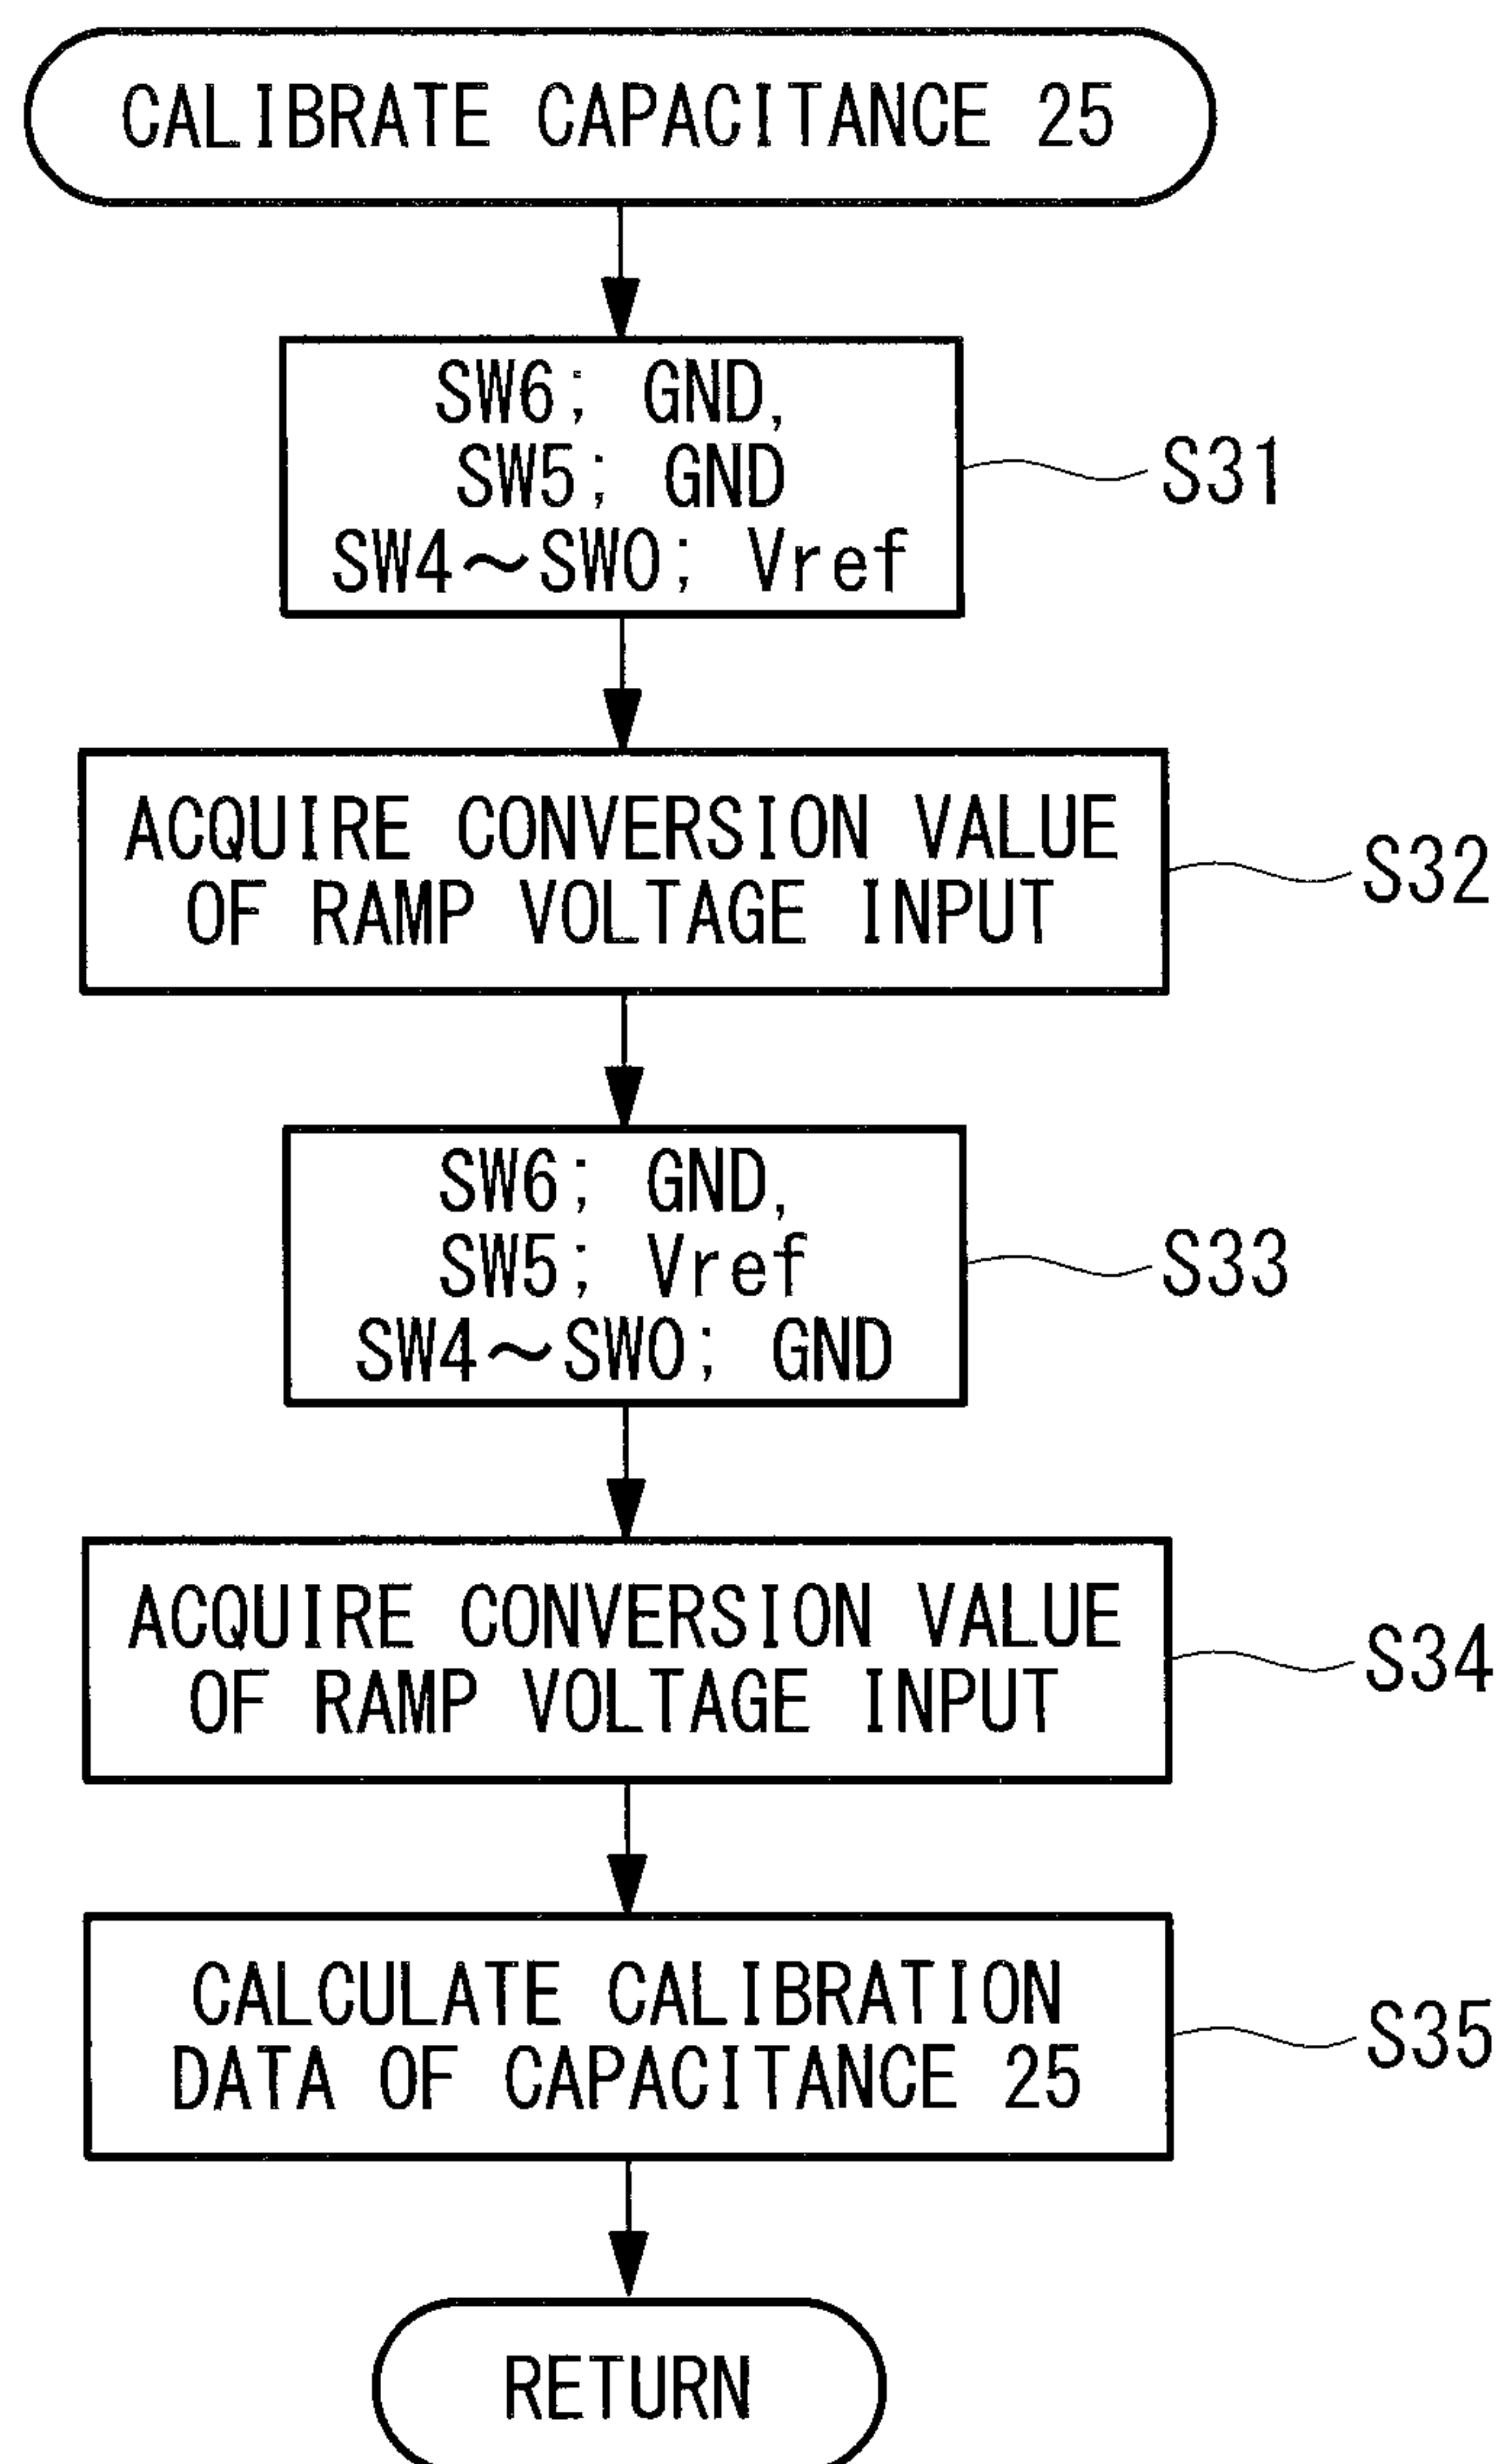 CALIBRATE CAPACITANCE 25
SW6; GND,
SW5; GND
SW4～SW0; Vref
S31
ACQUIRE CONVERSION VALUE
OF RAMP VOLTAGE INPUT
S32
SW6; GND,
SW5; Vref
SW4～SW0; GND
S33
ACQUIRE CONVERSION VALUE
OF RAMP VOLTAGE INPUT
S34
CALCULATE CALIBRATION
DATA OF CAPACITANCE 25
S35
RETURN